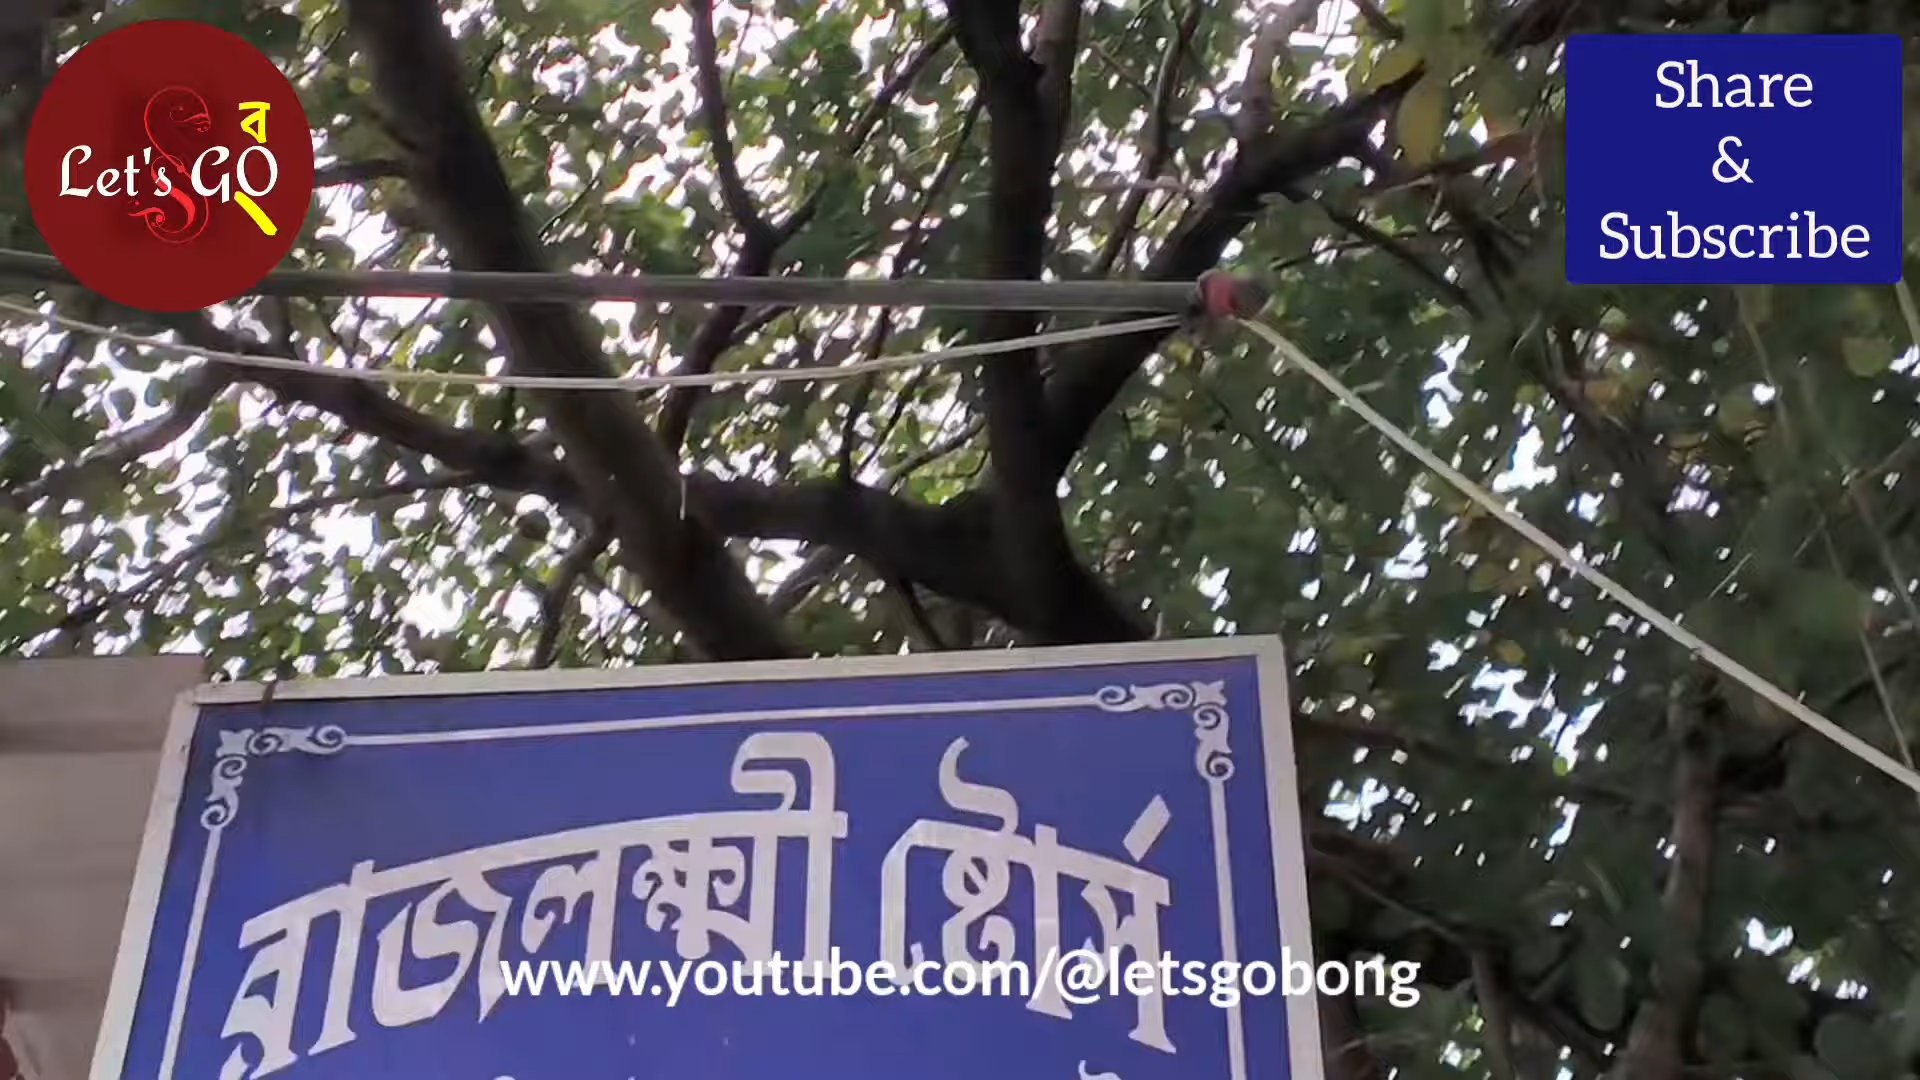 Let's GO
ব
Share
&
Subscribe
রাজলক্ষ্মী ষ্টোর্স
www.youtube.com/@letsgobong